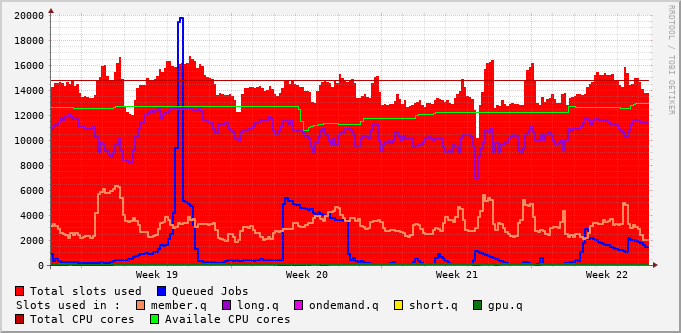 20000
18000
16000
14000
12000
10000
8000
6000
4000
2000
0
Week 19 Week 20 Week 21 Week 22
Total slots used Queued Jobs
Slots used in : member.q long.q ondemand.q short.q gpu.q
Total CPU cores Availale CPU cores
RRDTOOL / TOBI OETIKER